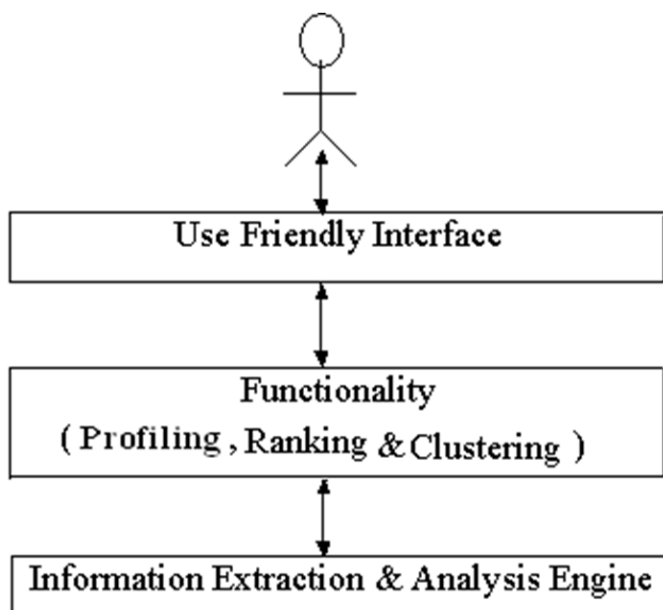 Use Friendly Interface
Functionality
( Profiling , Ranking & Clustering )
Information Extraction & Analysis Engine